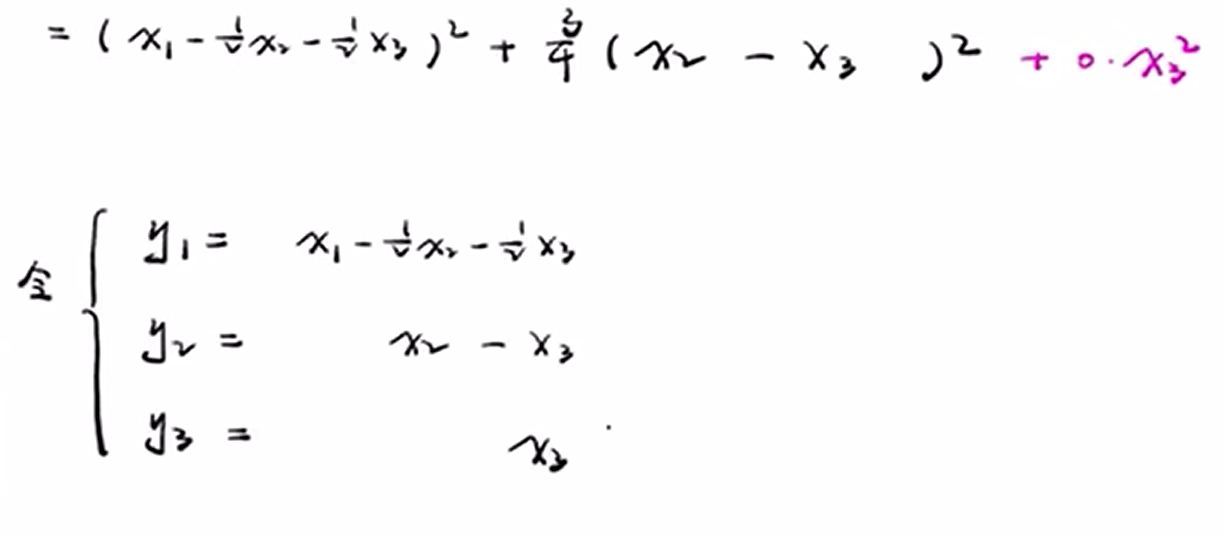 = (x₁ - ½x₂ - ½x₃)² + ¾(x₂ - x₃)² + 0·x₃²
令 { y₁ = x₁ - ½x₂ - ½x₃
y₂ = x₂ - x₃
y₃ = x₃ .